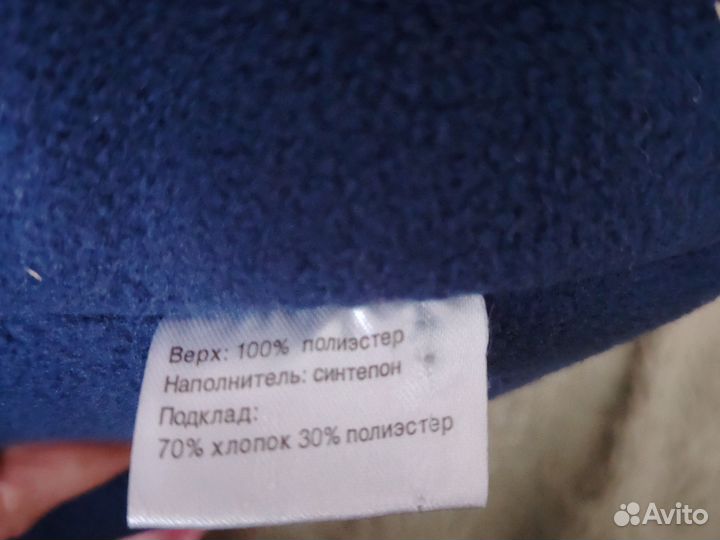 Верх: 100% полиэстер
Наполнитель: синтепон
Подклад:
70% хлопок 30% полиэстер
Avito